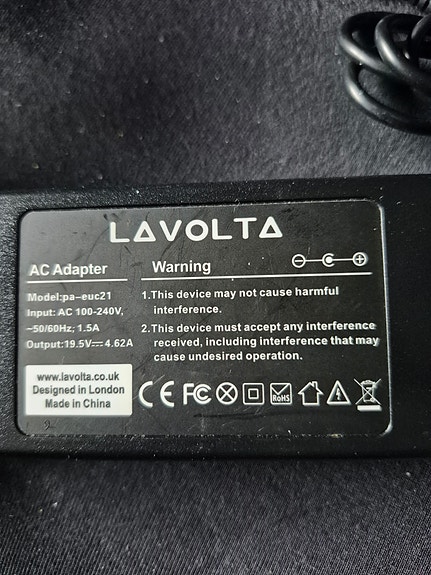 LAVOLTA
AC Adapter
Model:pa-euc21
Input: AC 100-240V,
~50/60Hz; 1.5A
Output:19.5V⎓4.62A
www.lavolta.co.uk
Designed in London
Made in China
Warning
1.This device may not cause harmful
interference.
2.This device must accept any interference
received, including interference that may
cause undesired operation.
CE FC RoHS